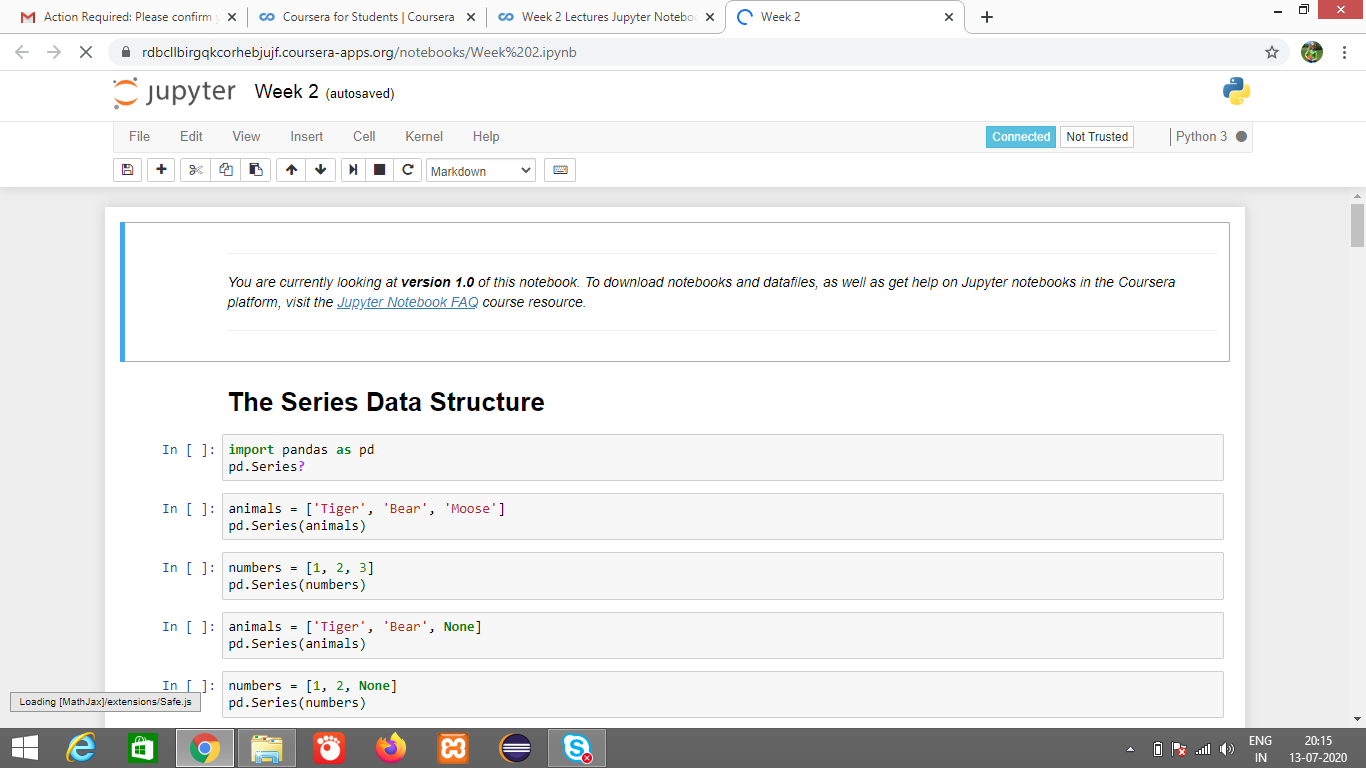 Action Required: Please confirm y
Coursera for Students | Coursera
Week 2 Lectures Jupyter Notebo
Week 2
rdbcllbirgqkcorhebjujf.coursera-apps.org/notebooks/Week%202.ipynb
jupyter Week 2 (autosaved)
File Edit View Insert Cell Kernel Help
Connected Not Trusted Python 3
Markdown
You are currently looking at version 1.0 of this notebook. To download notebooks and datafiles, as well as get help on Jupyter notebooks in the Coursera
platform, visit the Jupyter Notebook FAQ course resource.
The Series Data Structure
In [ ]: import pandas as pd
pd.Series?
In [ ]: animals = ['Tiger', 'Bear', 'Moose']
pd.Series(animals)
In [ ]: numbers = [1, 2, 3]
pd.Series(numbers)
In [ ]: animals = ['Tiger', 'Bear', None]
pd.Series(animals)
In [ ]: numbers = [1, 2, None]
pd.Series(numbers)
Loading [MathJax]/extensions/Safe.js
ENG 20:15
IN 13-07-2020